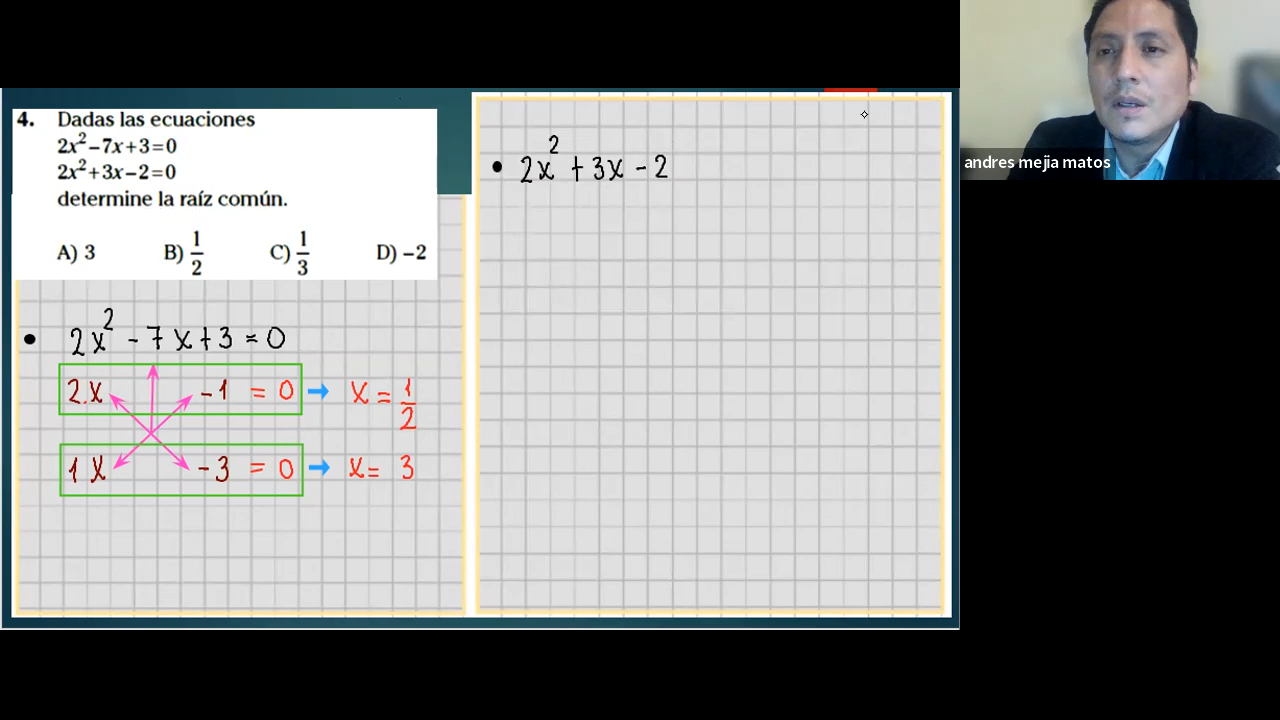 4. Dadas las ecuaciones
2x²−7x+3=0
2x²+3x−2=0
determine la raíz común.
A) 3 B) 1/2 C) 1/3 D) −2
• 2x² - 7x + 3 = 0
2.x -1 = 0 → x = 1/2
1x -3 = 0 → x = 3
• 2x² + 3x - 2
andres mejia matos